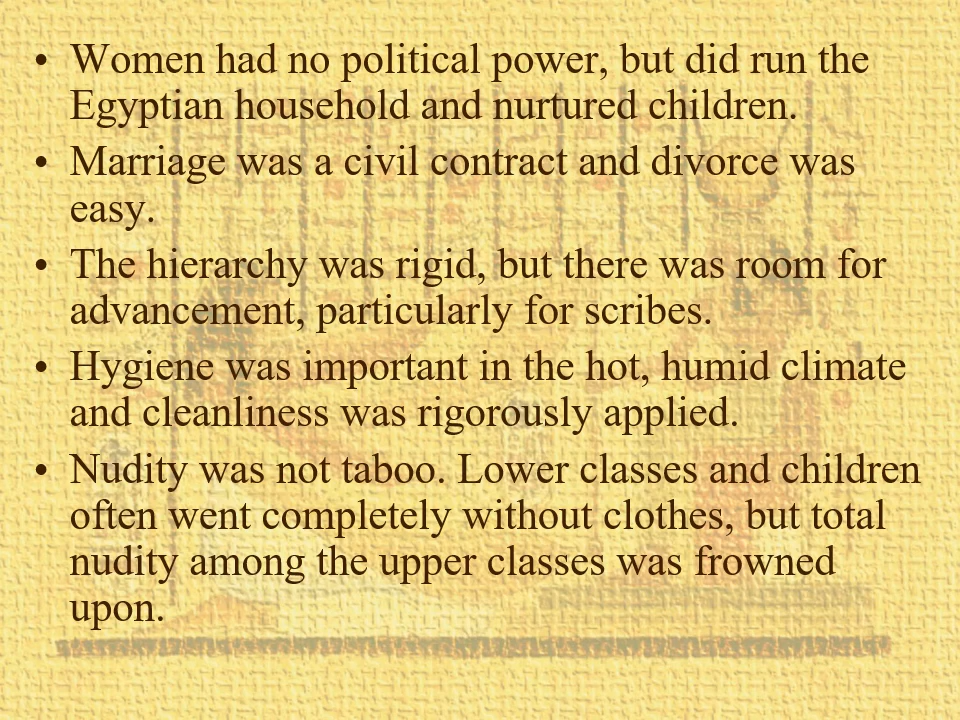 • Women had no political power, but did run the
Egyptian household and nurtured children.
• Marriage was a civil contract and divorce was
easy.
• The hierarchy was rigid, but there was room for
advancement, particularly for scribes.
• Hygiene was important in the hot, humid climate
and cleanliness was rigorously applied.
• Nudity was not taboo. Lower classes and children
often went completely without clothes, but total
nudity among the upper classes was frowned
upon.